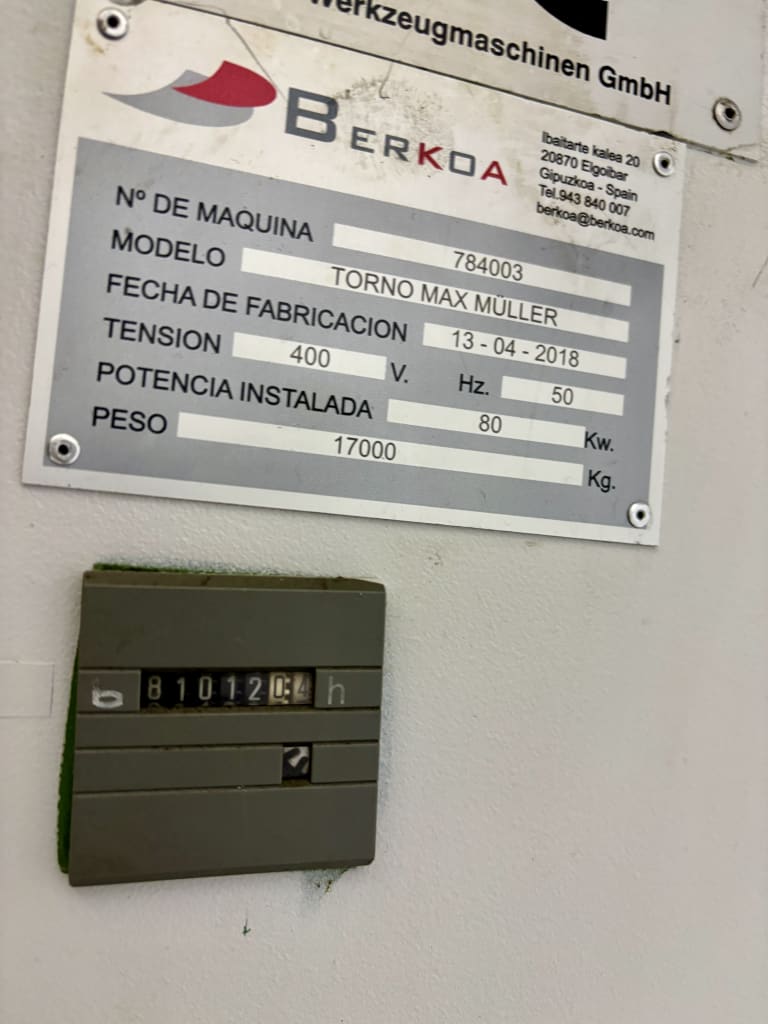 Werkzeugmaschinen GmbH
BERKOA
Ibaitarte kalea 20
20870 Elgoibar
Gipuzkoa - Spain
Tel.943 840 007
berkoa@berkoa.com
Nº DE MAQUINA 784003
MODELO TORNO MAX MÜLLER
FECHA DE FABRICACION 13 - 04 - 2018
TENSION 400 V. Hz. 50
POTENCIA INSTALADA 80 Kw.
PESO 17000 Kg.
81012 h